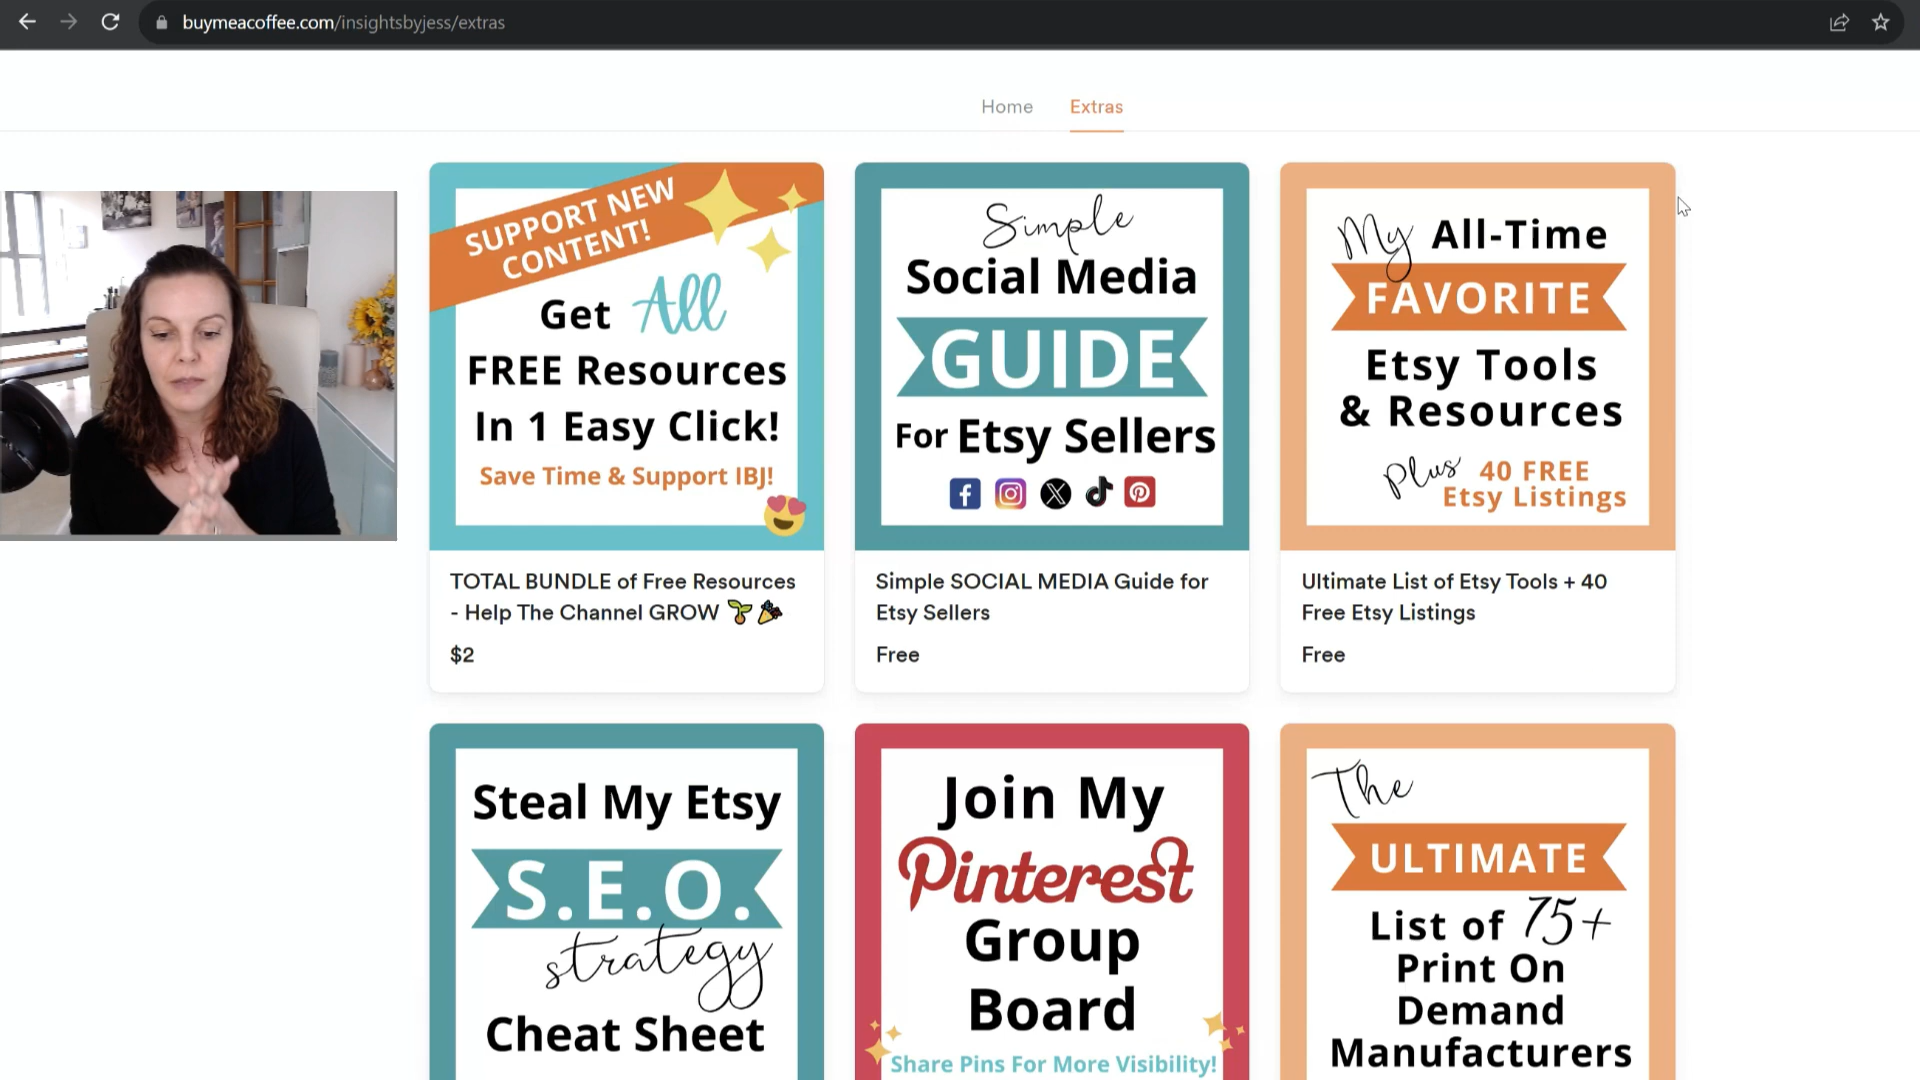 buymeacoffee.com/insightsbyjess/extras
Home Extras
SUPPORT NEW
CONTENT!
Get All
FREE Resources
In 1 Easy Click!
Save Time & Support IBJ!
TOTAL BUNDLE of Free Resources
- Help The Channel GROW
$2
Simple
Social Media
GUIDE
For Etsy Sellers
Simple SOCIAL MEDIA Guide for
Etsy Sellers
Free
My All-Time
FAVORITE
Etsy Tools
& Resources
Plus 40 FREE
Etsy Listings
Ultimate List of Etsy Tools + 40
Free Etsy Listings
Free
Steal My Etsy
S.E.O.
strategy
Cheat Sheet
Join My
Pinterest
Group
Board
Share Pins For More Visibility!
The
ULTIMATE
List of 75+
Print On
Demand
Manufacturers